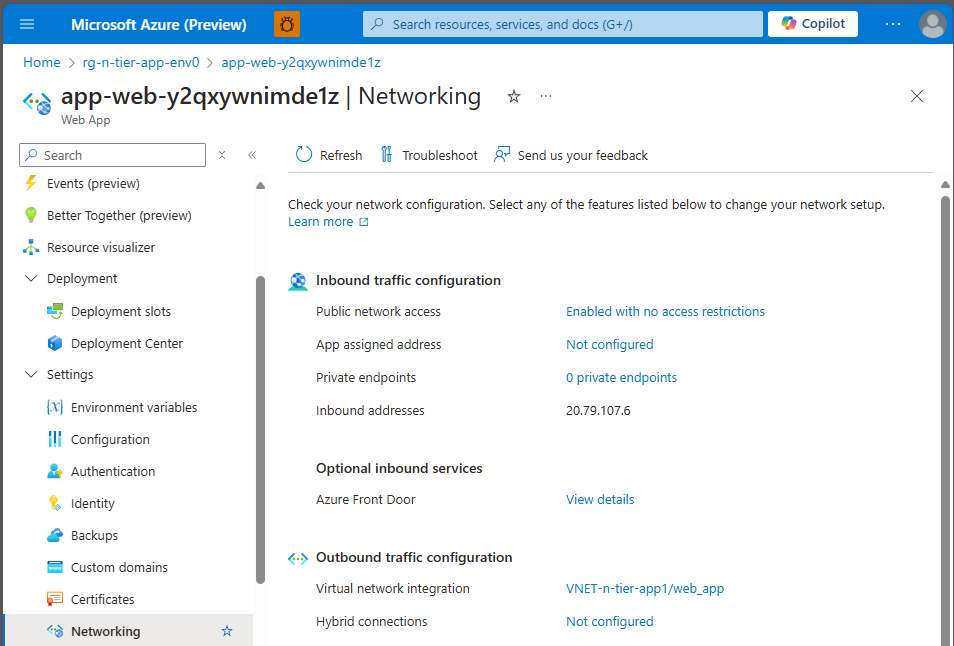 Microsoft Azure (Preview)
Search resources, services, and docs (G+/)
Copilot
Home > rg-n-tier-app-env0 > app-web-y2qxywnimde1z
app-web-y2qxywnimde1z | Networking
Web App
Search
Events (preview)
Better Together (preview)
Resource visualizer
Deployment
Deployment slots
Deployment Center
Settings
Environment variables
Configuration
Authentication
Identity
Backups
Custom domains
Certificates
Networking
Refresh
Troubleshoot
Send us your feedback
Check your network configuration. Select any of the features listed below to change your network setup.
Learn more
Inbound traffic configuration
Public network access Enabled with no access restrictions
App assigned address Not configured
Private endpoints 0 private endpoints
Inbound addresses 20.79.107.6
Optional inbound services
Azure Front Door View details
Outbound traffic configuration
Virtual network integration VNET-n-tier-app1/web_app
Hybrid connections Not configured